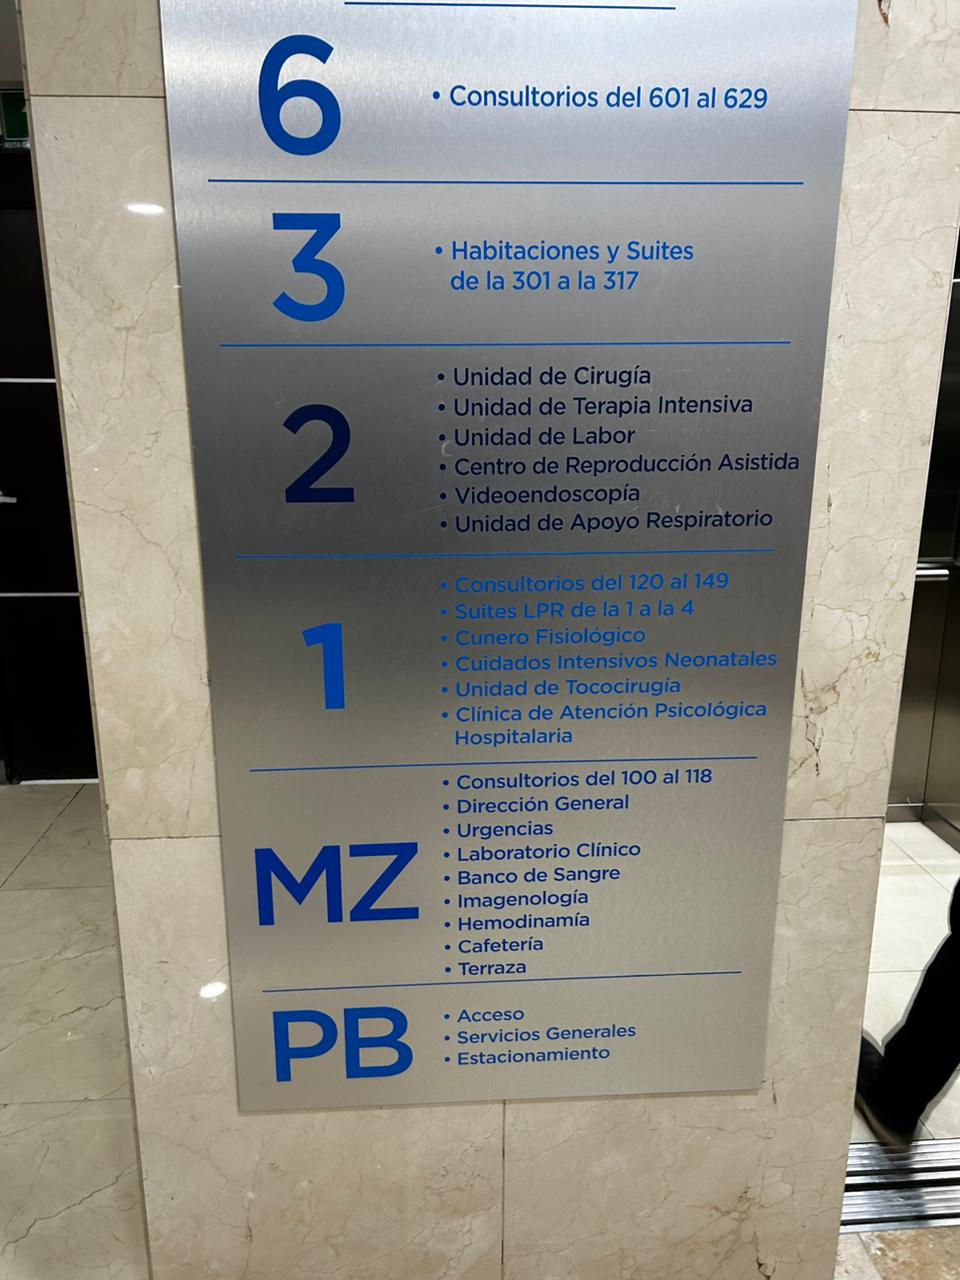 6
• Consultorios del 601 al 629
3
• Habitaciones y Suites
de la 301 a la 317
2
• Unidad de Cirugía
• Unidad de Terapia Intensiva
• Unidad de Labor
• Centro de Reproducción Asistida
• Videoendoscopía
• Unidad de Apoyo Respiratorio
1
• Consultorios del 120 al 149
• Suites LPR de la 1 a la 4
• Cunero Fisiológico
• Cuidados Intensivos Neonatales
• Unidad de Tococirugía
• Clínica de Atención Psicológica
Hospitalaria
MZ
• Consultorios del 100 al 118
• Dirección General
• Urgencias
• Laboratorio Clínico
• Banco de Sangre
• Imagenología
• Hemodinamía
• Cafetería
• Terraza
PB
• Acceso
• Servicios Generales
• Estacionamiento